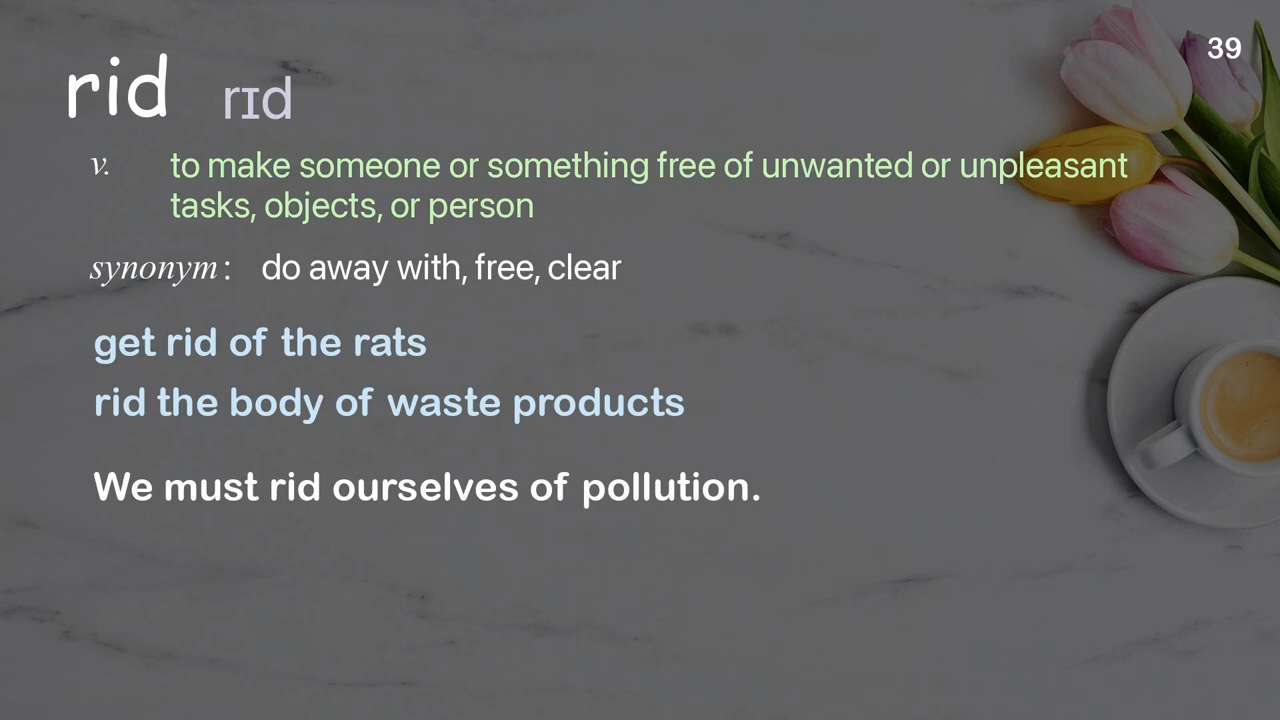 39
rid rɪd
v. to make someone or something free of unwanted or unpleasant
tasks, objects, or person
synonym: do away with, free, clear
get rid of the rats
rid the body of waste products
We must rid ourselves of pollution.